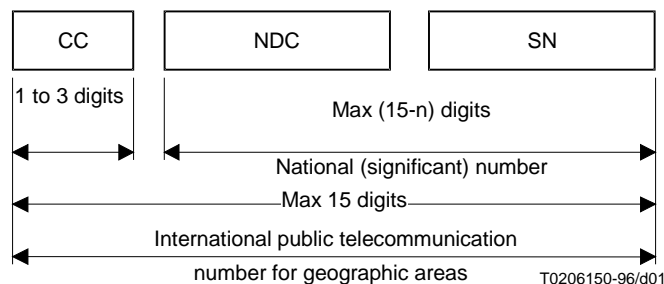 CC NDC SN
1 to 3 digits
Max (15-n) digits
National (significant) number
Max 15 digits
International public telecommunication
number for geographic areas
T0206150-96/d01